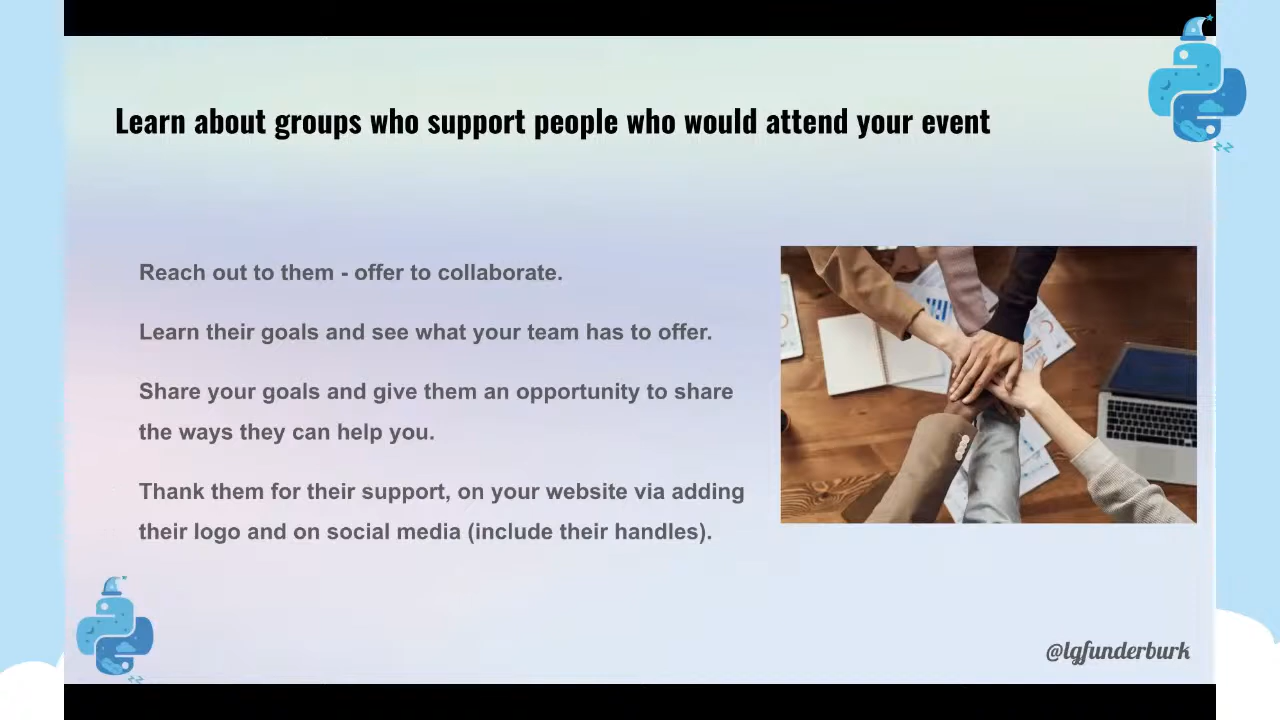 Learn about groups who support people who would attend your event
Reach out to them - offer to collaborate.
Learn their goals and see what your team has to offer.
Share your goals and give them an opportunity to share
the ways they can help you.
Thank them for their support, on your website via adding
their logo and on social media (include their handles).
@lgfunderburk
zz
zz